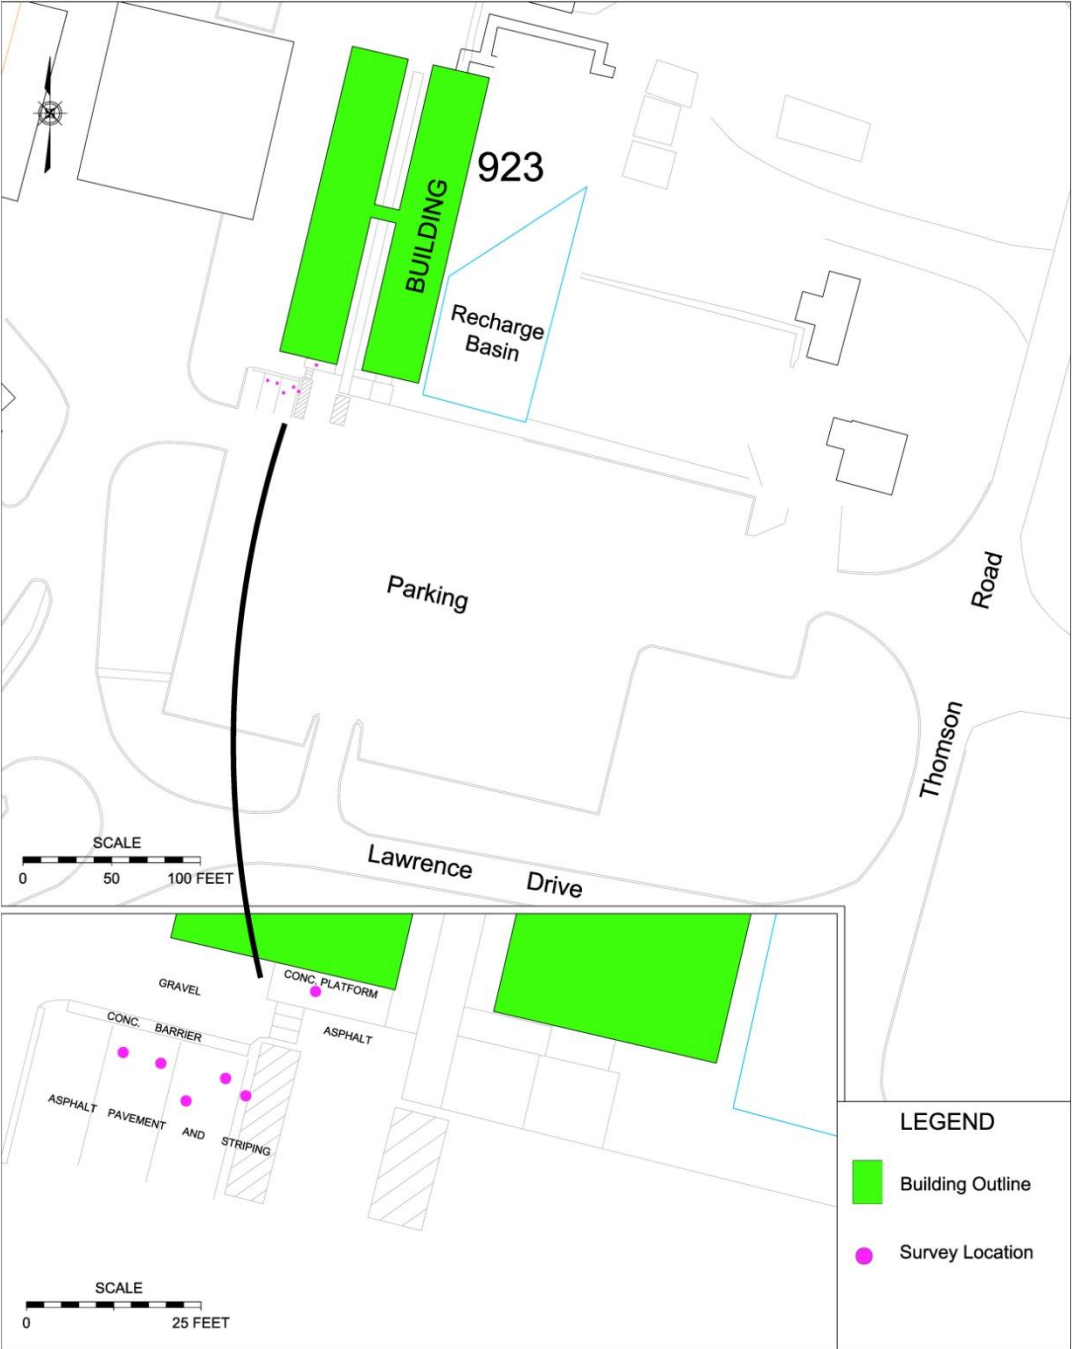 923
BUILDING
Recharge
Basin
Parking
Road
Thomson
SCALE
0 50 100 FEET
Lawrence Drive
CONC. PLATFORM
GRAVEL
CONC. BARRIER
ASPHALT
ASPHALT PAVEMENT AND STRIPING
SCALE
0 25 FEET
LEGEND
Building Outline
Survey Location